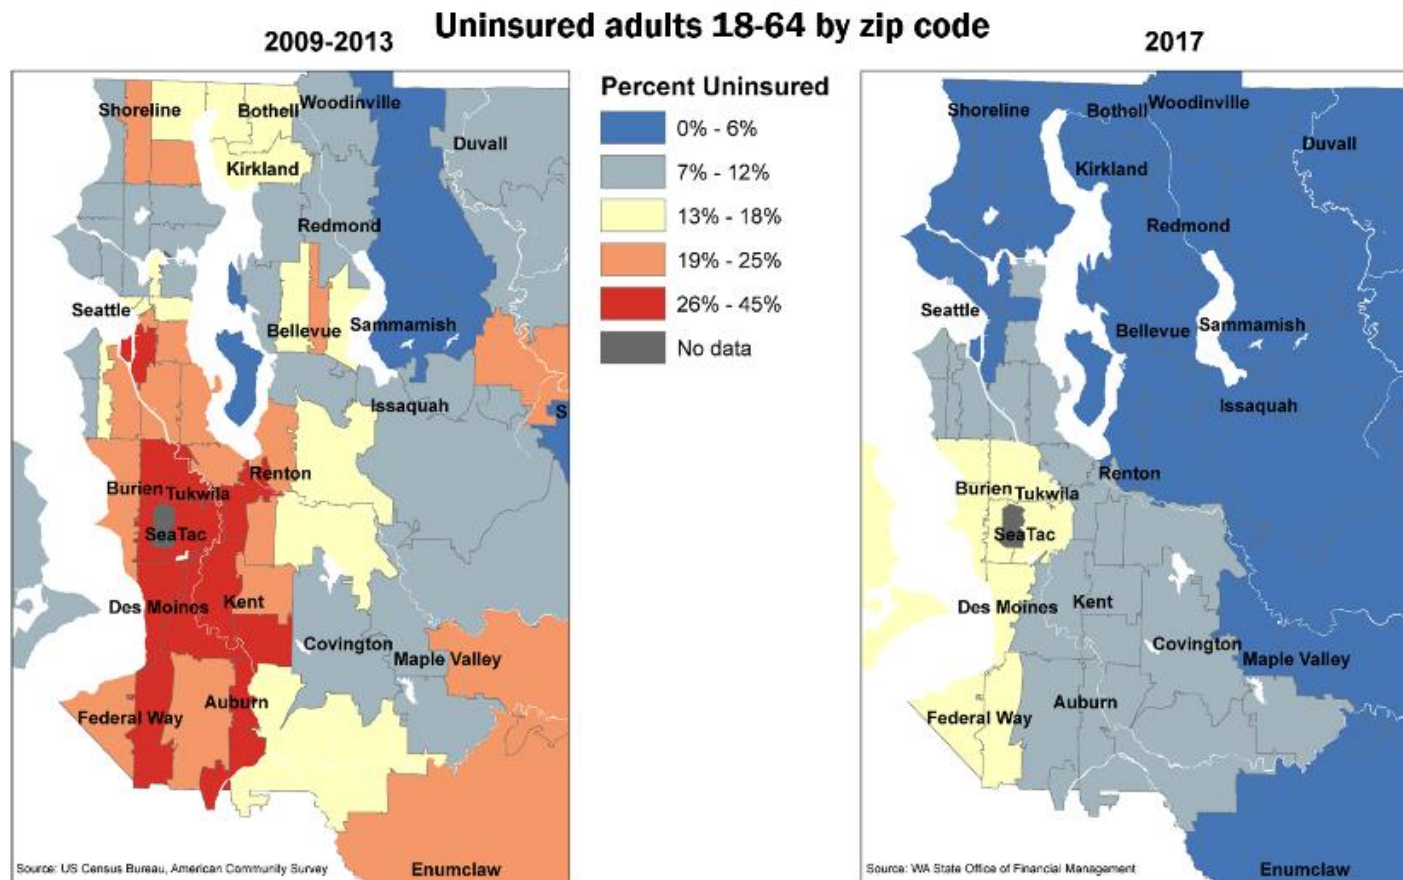 Uninsured adults 18-64 by zip code
2009-2013
2017
Shoreline
Bothell
Woodinville
Duvall
Kirkland
Redmond
Seattle
Bellevue
Sammamish
Issaquah
S
Renton
Burien
Tukwila
SeaTac
Des Moines
Kent
Covington
Maple Valley
Auburn
Federal Way
Enumclaw
Source: US Census Bureau, American Community Survey
Percent Uninsured
0% - 6%
7% - 12%
13% - 18%
19% - 25%
26% - 45%
No data
Shoreline
Bothell
Woodinville
Duvall
Kirkland
Redmond
Seattle
Bellevue
Sammamish
Issaquah
Renton
Burien
Tukwila
SeaTac
Des Moines
Kent
Covington
Maple Valley
Auburn
Federal Way
Enumclaw
Source: WA State Office of Financial Management